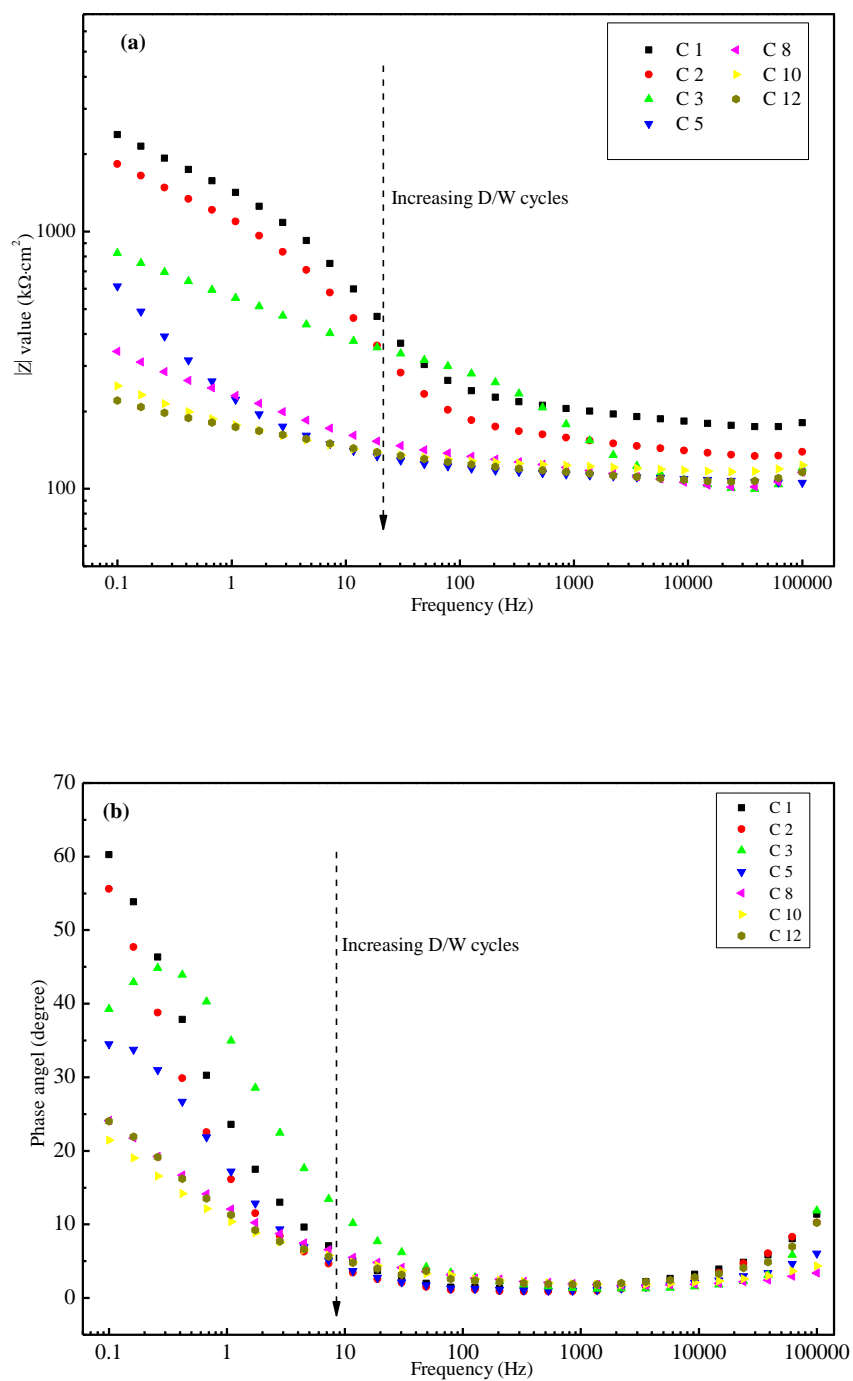 (a)
C 1
C 2
C 3
C 5
C 8
C 10
C 12
Increasing D/W cycles
|Z| value (kΩ·cm²)
1000
100
0.1 1 10 100 1000 10000 100000
Frequency (Hz)
(b)
C 1
C 2
C 3
C 5
C 8
C 10
C 12
Increasing D/W cycles
Phase angel (degree)
70
60
50
40
30
20
10
0
0.1 1 10 100 1000 10000 100000
Frequency (Hz)